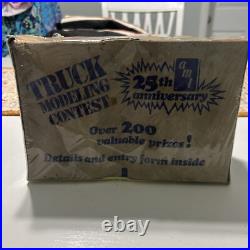 TRUCK
MODELING
CONTEST
25th
anniversary
amt
Over 200
valuable prizes!
Details and entry form inside